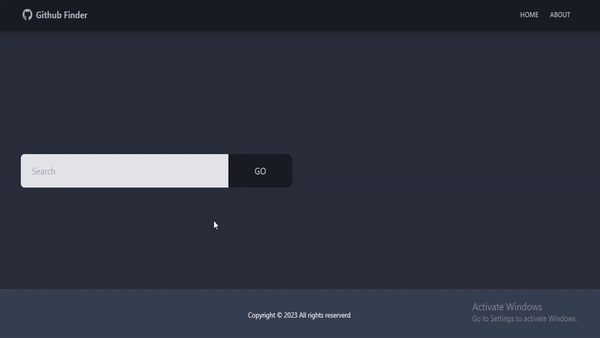 Github Finder
HOME ABOUT
Search GO
Activate Windows
Go to Settings to activate Windows.
Copyright © 2023 All rights reserverd